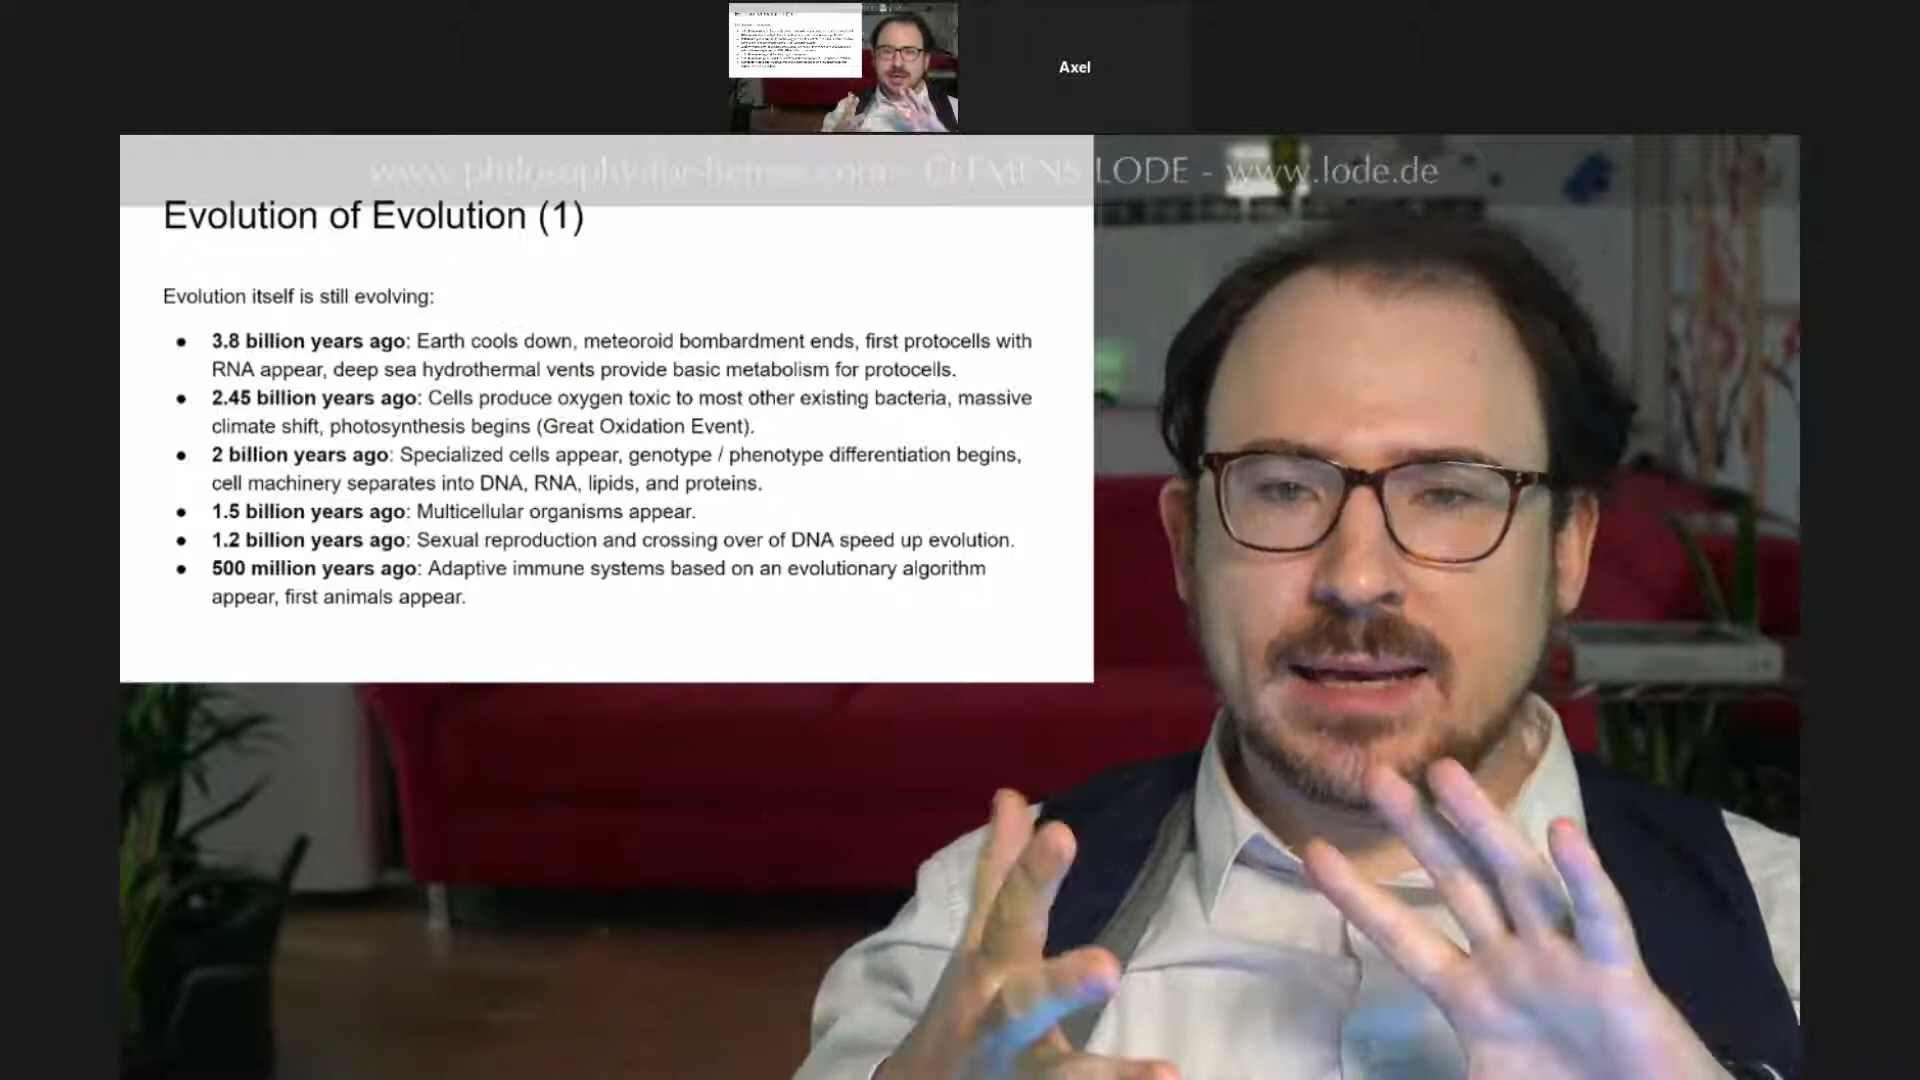 Axel
www.philosophy-for-heroes.com - CLEMENS LODE - www.lode.de
Evolution of Evolution (1)
Evolution itself is still evolving:
● 3.8 billion years ago: Earth cools down, meteoroid bombardment ends, first protocells with
RNA appear, deep sea hydrothermal vents provide basic metabolism for protocells.
● 2.45 billion years ago: Cells produce oxygen toxic to most other existing bacteria, massive
climate shift, photosynthesis begins (Great Oxidation Event).
● 2 billion years ago: Specialized cells appear, genotype / phenotype differentiation begins,
cell machinery separates into DNA, RNA, lipids, and proteins.
● 1.5 billion years ago: Multicellular organisms appear.
● 1.2 billion years ago: Sexual reproduction and crossing over of DNA speed up evolution.
● 500 million years ago: Adaptive immune systems based on an evolutionary algorithm
appear, first animals appear.